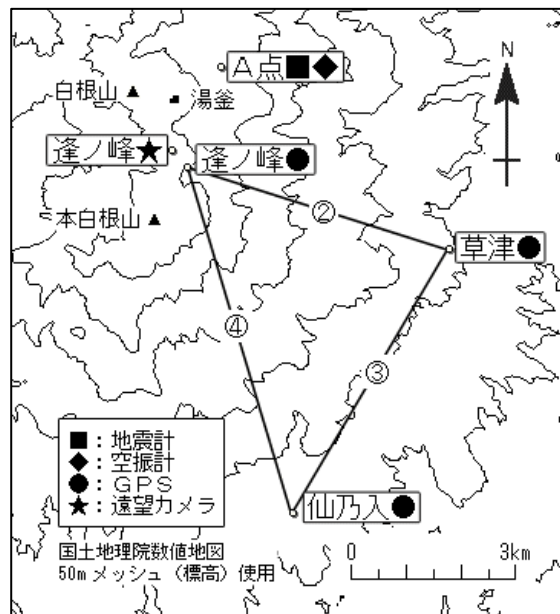 A点■◆
N
白根山▲
湯釜
逢ノ峰★
逢ノ峰●
本白根山▲
②
草津●
④
③
■：地震計
◆：空振計
●：GPS
★：遠望カメラ
仙乃入●
国土地理院数値地図
50mメッシュ（標高）使用
0 3km